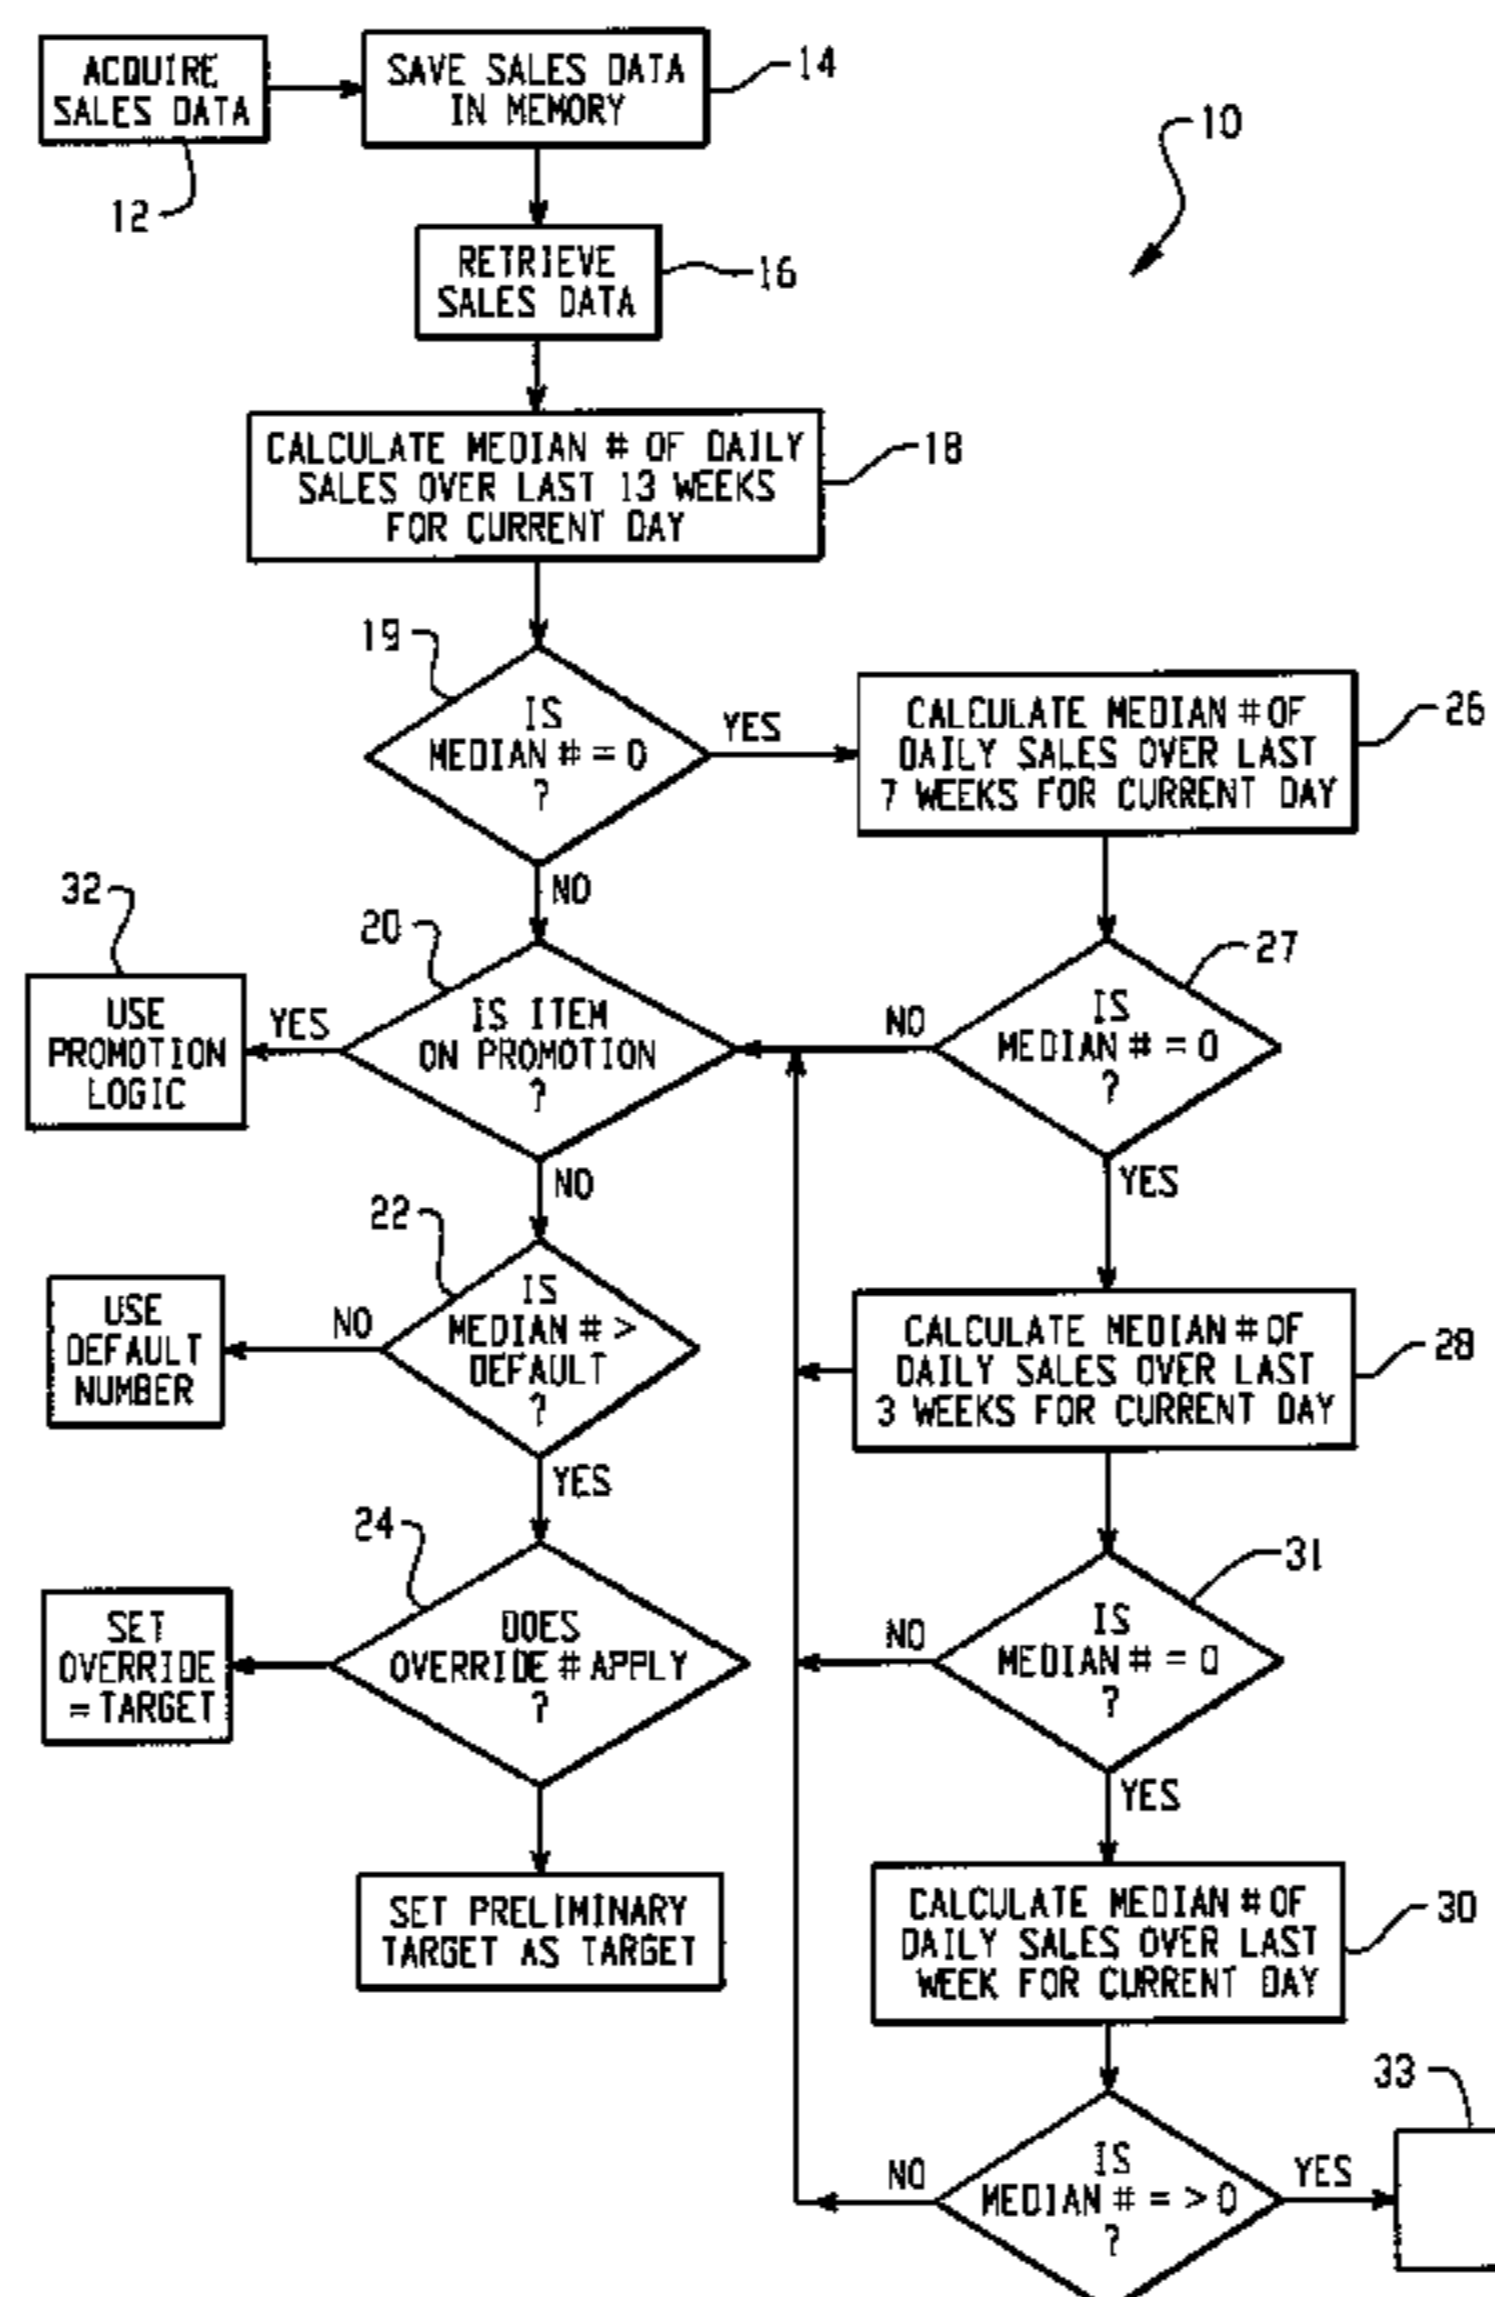 ACQUIRE
SALES DATA
12
SAVE SALES DATA
IN MEMORY
14
10
RETRIEVE
SALES DATA
16
CALCULATE MEDIAN # OF DAILY
SALES OVER LAST 13 WEEKS
FOR CURRENT DAY
18
19
IS
MEDIAN # = 0
?
YES
NO
CALCULATE MEDIAN # OF
DAILY SALES OVER LAST
7 WEEKS FOR CURRENT DAY
26
32
USE
PROMOTION
LOGIC
YES
20
IS ITEM
ON PROMOTION
?
NO
NO
27
IS
MEDIAN # = 0
?
YES
22
USE
DEFAULT
NUMBER
NO
IS
MEDIAN # >
DEFAULT
?
YES
CALCULATE MEDIAN # OF
DAILY SALES OVER LAST
3 WEEKS FOR CURRENT DAY
28
24
SET
OVERRIDE
= TARGET
DOES
OVERRIDE # APPLY
?
NO
31
IS
MEDIAN # = 0
?
YES
SET PRELIMINARY
TARGET AS TARGET
CALCULATE MEDIAN # OF
DAILY SALES OVER LAST
WEEK FOR CURRENT DAY
30
NO
IS
MEDIAN # = > 0
?
YES
33